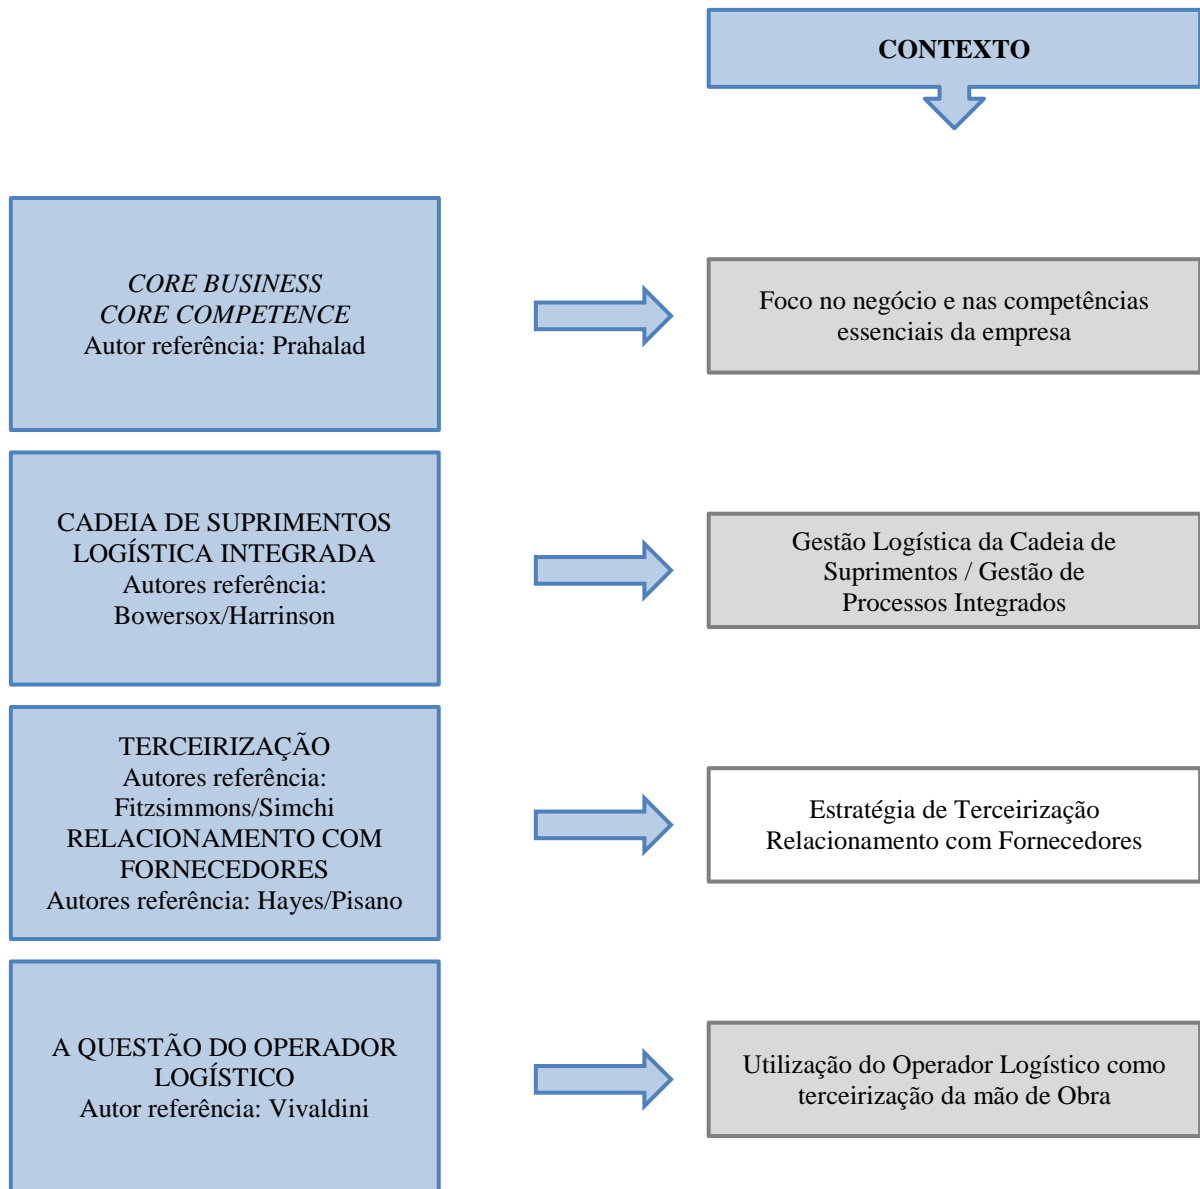 CONTEXTO
CORE BUSINESS
CORE COMPETENCE
Autor referência: Prahalad
Foco no negócio e nas competências
essenciais da empresa
CADEIA DE SUPRIMENTOS
LOGÍSTICA INTEGRADA
Autores referência:
Bowersox/Harrinson
Gestão Logística da Cadeia de
Suprimentos / Gestão de
Processos Integrados
TERCEIRIZAÇÃO
Autores referência:
Fitzsimmons/Simchi
RELACIONAMENTO COM
FORNECEDORES
Autores referência: Hayes/Pisano
Estratégia de Terceirização
Relacionamento com Fornecedores
A QUESTÃO DO OPERADOR
LOGÍSTICO
Autor referência: Vivaldini
Utilização do Operador Logístico como
terceirização da mão de Obra